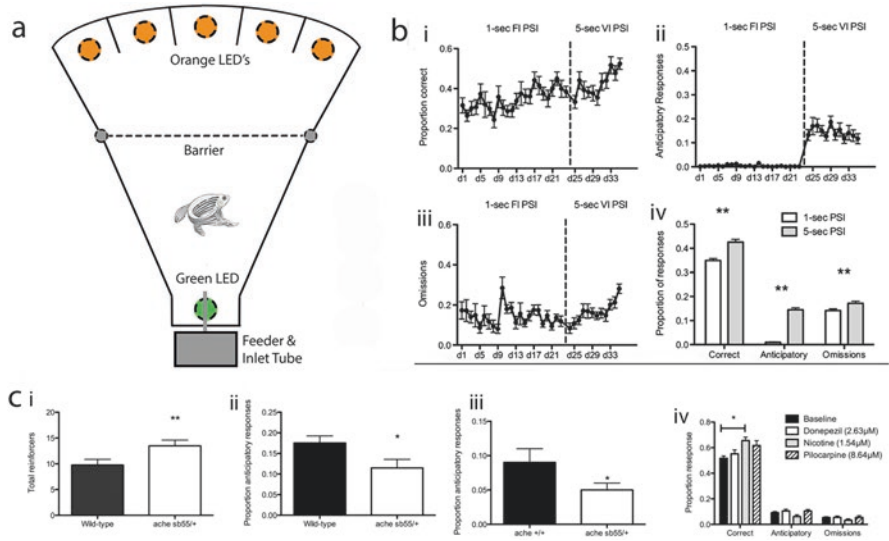 a
Orange LED's
Barrier
Green LED
Feeder &
Inlet Tube
b
i
1-sec FI PSI
5-sec VI PSI
Proportion correct
0.6
0.4
0.2
0.0
d1 d5 d9 d13 d17 d21 d25 d29 d33
ii
1-sec FI PSI
5-sec VI PSI
Anticipatory Responses
0.5
0.4
0.3
0.2
0.1
0.0
d1 d5 d9 d13 d17 d21 d25 d29 d33
iii
1-sec FI PSI
5-sec VI PSI
Omissions
0.6
0.4
0.2
0.0
d1 d5 d9 d13 d17 d21 d25 d29 d33
iv
1-sec PSI
5-sec PSI
Proportion of responses
0.5
0.4
0.3
0.2
0.1
0.0
**
**
**
Correct Anticipatory Omissions
c
i
Total reinforcers
20
15
10
5
0
**
Wild-type ache sb55/+
ii
Proportion anticipatory responses
0.25
0.20
0.15
0.10
0.05
0.00
*
Wild-type ache sb55/+
iii
Proportion anticipatory responses
0.15
0.10
0.05
0.00
*
ache +/+ ache sb55/+
iv
Baseline
Donepezil (2.63µM)
Nicotine (1.54µM)
Pilocarpine (8.64µM)
Proportion reseponse
1.0
0.8
0.6
0.4
0.2
0.0
*
Correct Anticipatory Omissions